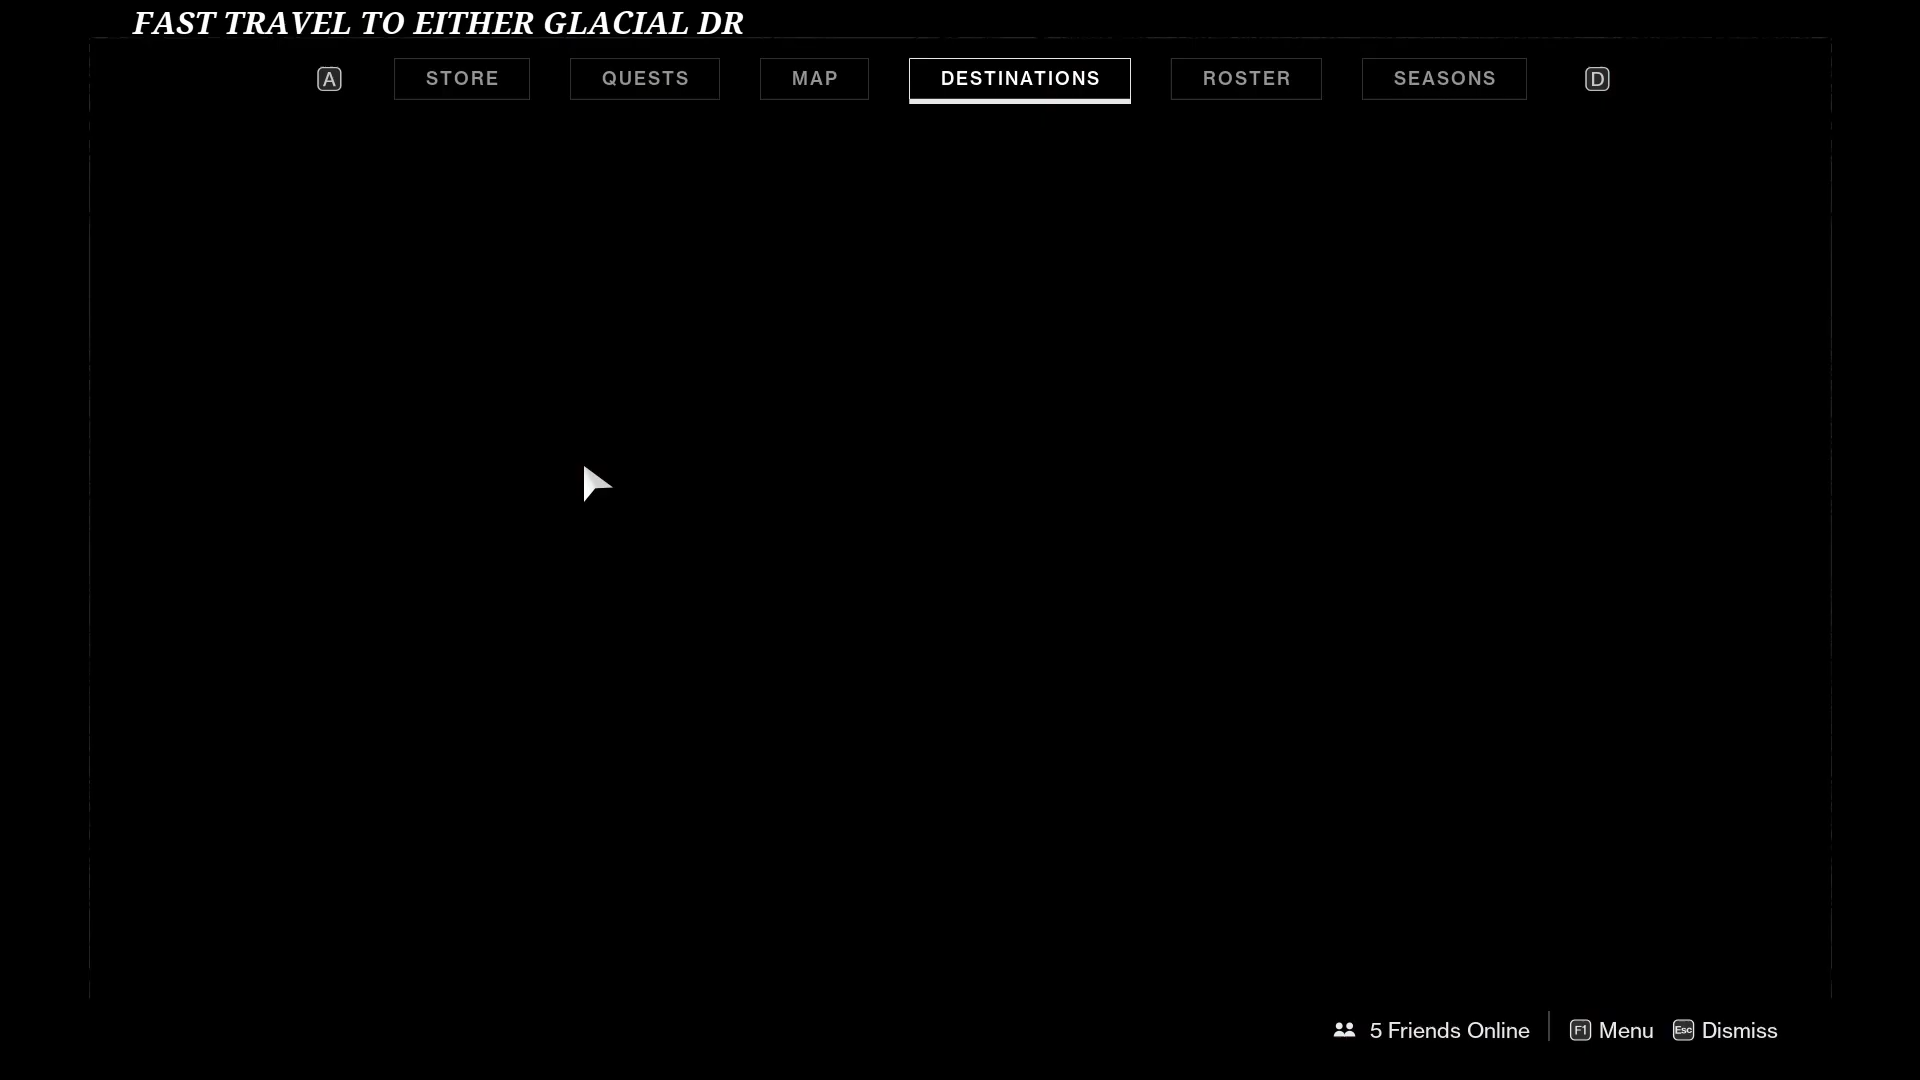 FAST TRAVEL TO EITHER GLACIAL DR
A STORE QUESTS MAP DESTINATIONS ROSTER SEASONS D
5 Friends Online F1 Menu Esc Dismiss